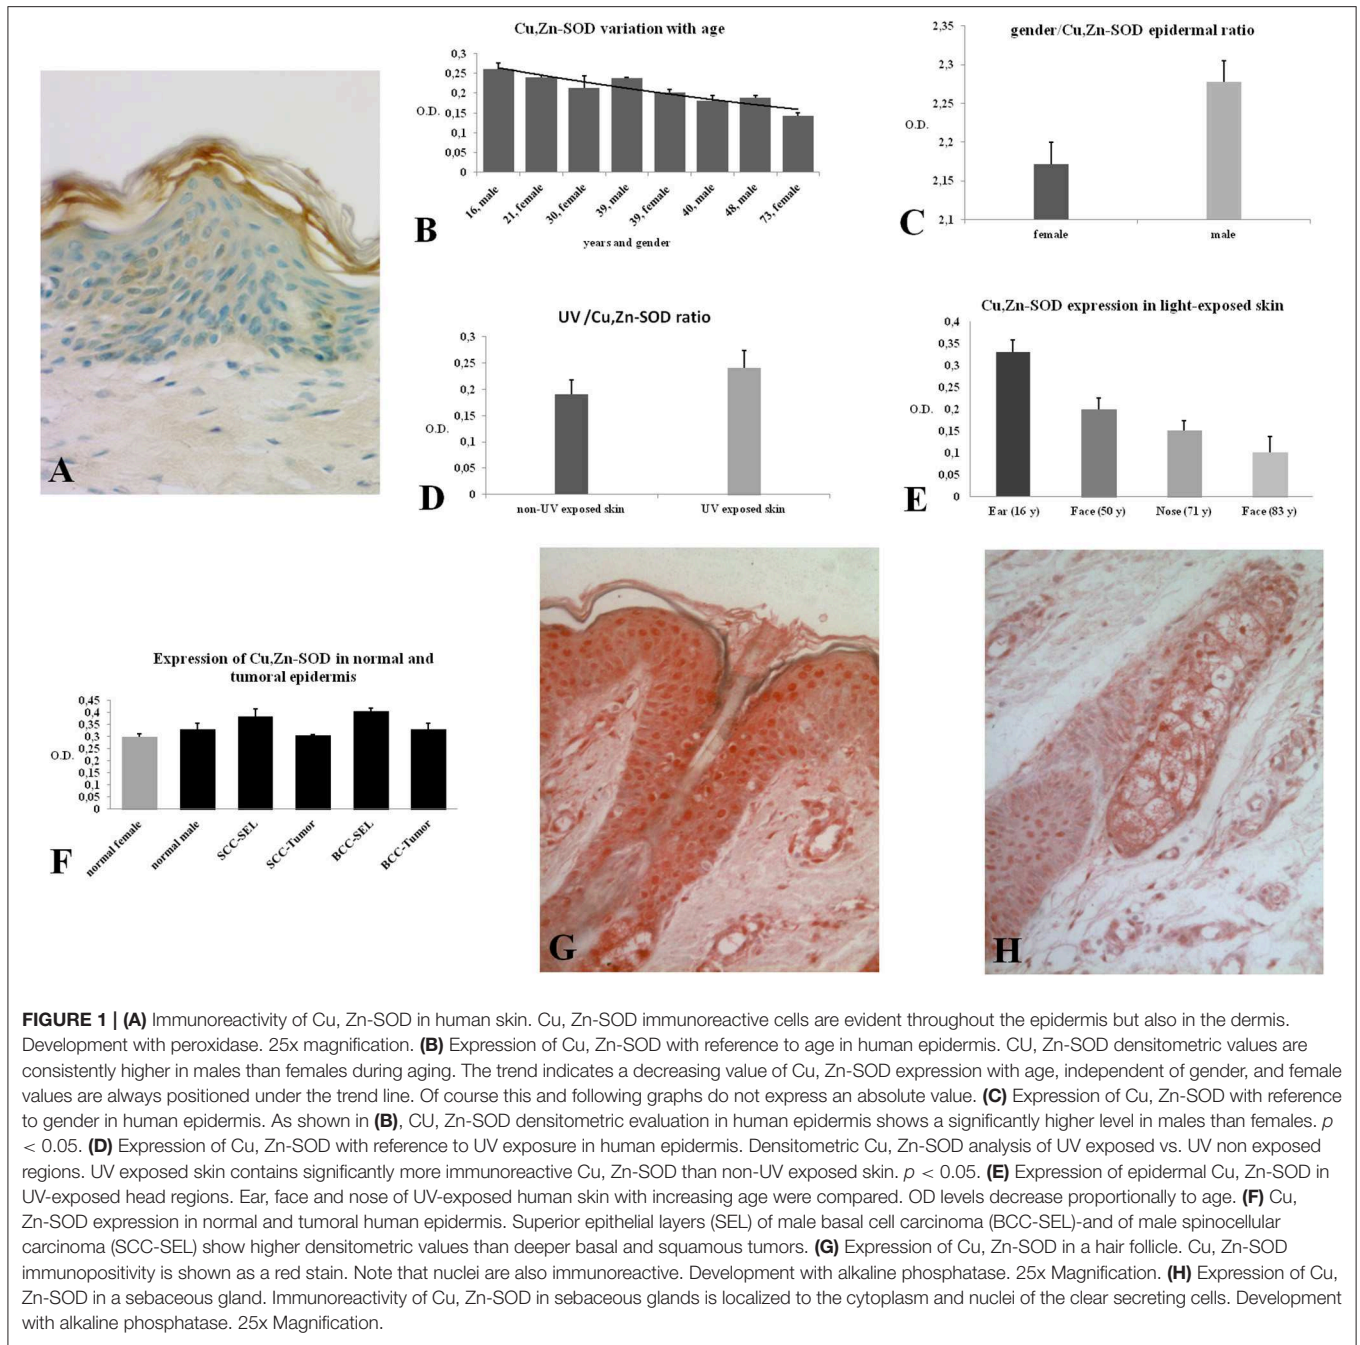 A
Cu,Zn-SOD variation with age
0,3
0,25
0,2
O.D.
0,15
0,1
0,05
0
16, male
21, female
30, female
39, male
39, female
40, male
48, male
73, female
years and gender
B
gender/Cu,Zn-SOD epidermal ratio
2,35
2,3
2,25
O.D.
2,2
2,15
2,1
female
male
C
UV /Cu,Zn-SOD ratio
0,3
0,25
0,2
0,15
O.D.
0,1
0,05
0
non-UV exposed skin
UV exposed skin
D
Cu,Zn-SOD expression in light-exposed skin
0,4
0,35
0,3
0,25
O.D.
0,2
0,15
0,1
0,05
0
Ear (16 y)
Face (50 y)
Nose (71 y)
Face (83 y)
E
Expression of Cu,Zn-SOD in normal and
tumoral epidermis
0,45
0,4
0,35
0,3
0,25
O.D.
0,2
0,15
0,1
0,05
0
normal female
normal male
SCC-SEL
SCC-Tumor
BCC-SEL
BCC-Tumor
F
G
H
FIGURE 1 | (A) Immunoreactivity of Cu, Zn-SOD in human skin. Cu, Zn-SOD immunoreactive cells are evident throughout the epidermis but also in the dermis.
Development with peroxidase. 25x magnification. (B) Expression of Cu, Zn-SOD with reference to age in human epidermis. CU, Zn-SOD densitometric values are
consistently higher in males than females during aging. The trend indicates a decreasing value of Cu, Zn-SOD expression with age, independent of gender, and female
values are always positioned under the trend line. Of course this and following graphs do not express an absolute value. (C) Expression of Cu, Zn-SOD with reference
to gender in human epidermis. As shown in (B), CU, Zn-SOD densitometric evaluation in human epidermis shows a significantly higher level in males than females. p
< 0.05. (D) Expression of Cu, Zn-SOD with reference to UV exposure in human epidermis. Densitometric Cu, Zn-SOD analysis of UV exposed vs. UV non exposed
regions. UV exposed skin contains significantly more immunoreactive Cu, Zn-SOD than non-UV exposed skin. p < 0.05. (E) Expression of epidermal Cu, Zn-SOD in
UV-exposed head regions. Ear, face and nose of UV-exposed human skin with increasing age were compared. OD levels decrease proportionally to age. (F) Cu,
Zn-SOD expression in normal and tumoral human epidermis. Superior epithelial layers (SEL) of male basal cell carcinoma (BCC-SEL)-and of male spinocellular
carcinoma (SCC-SEL) show higher densitometric values than deeper basal and squamous tumors. (G) Expression of Cu, Zn-SOD in a hair follicle. Cu, Zn-SOD
immunopositivity is shown as a red stain. Note that nuclei are also immunoreactive. Development with alkaline phosphatase. 25x Magnification. (H) Expression of Cu,
Zn-SOD in a sebaceous gland. Immunoreactivity of Cu, Zn-SOD in sebaceous glands is localized to the cytoplasm and nuclei of the clear secreting cells. Development
with alkaline phosphatase. 25x Magnification.